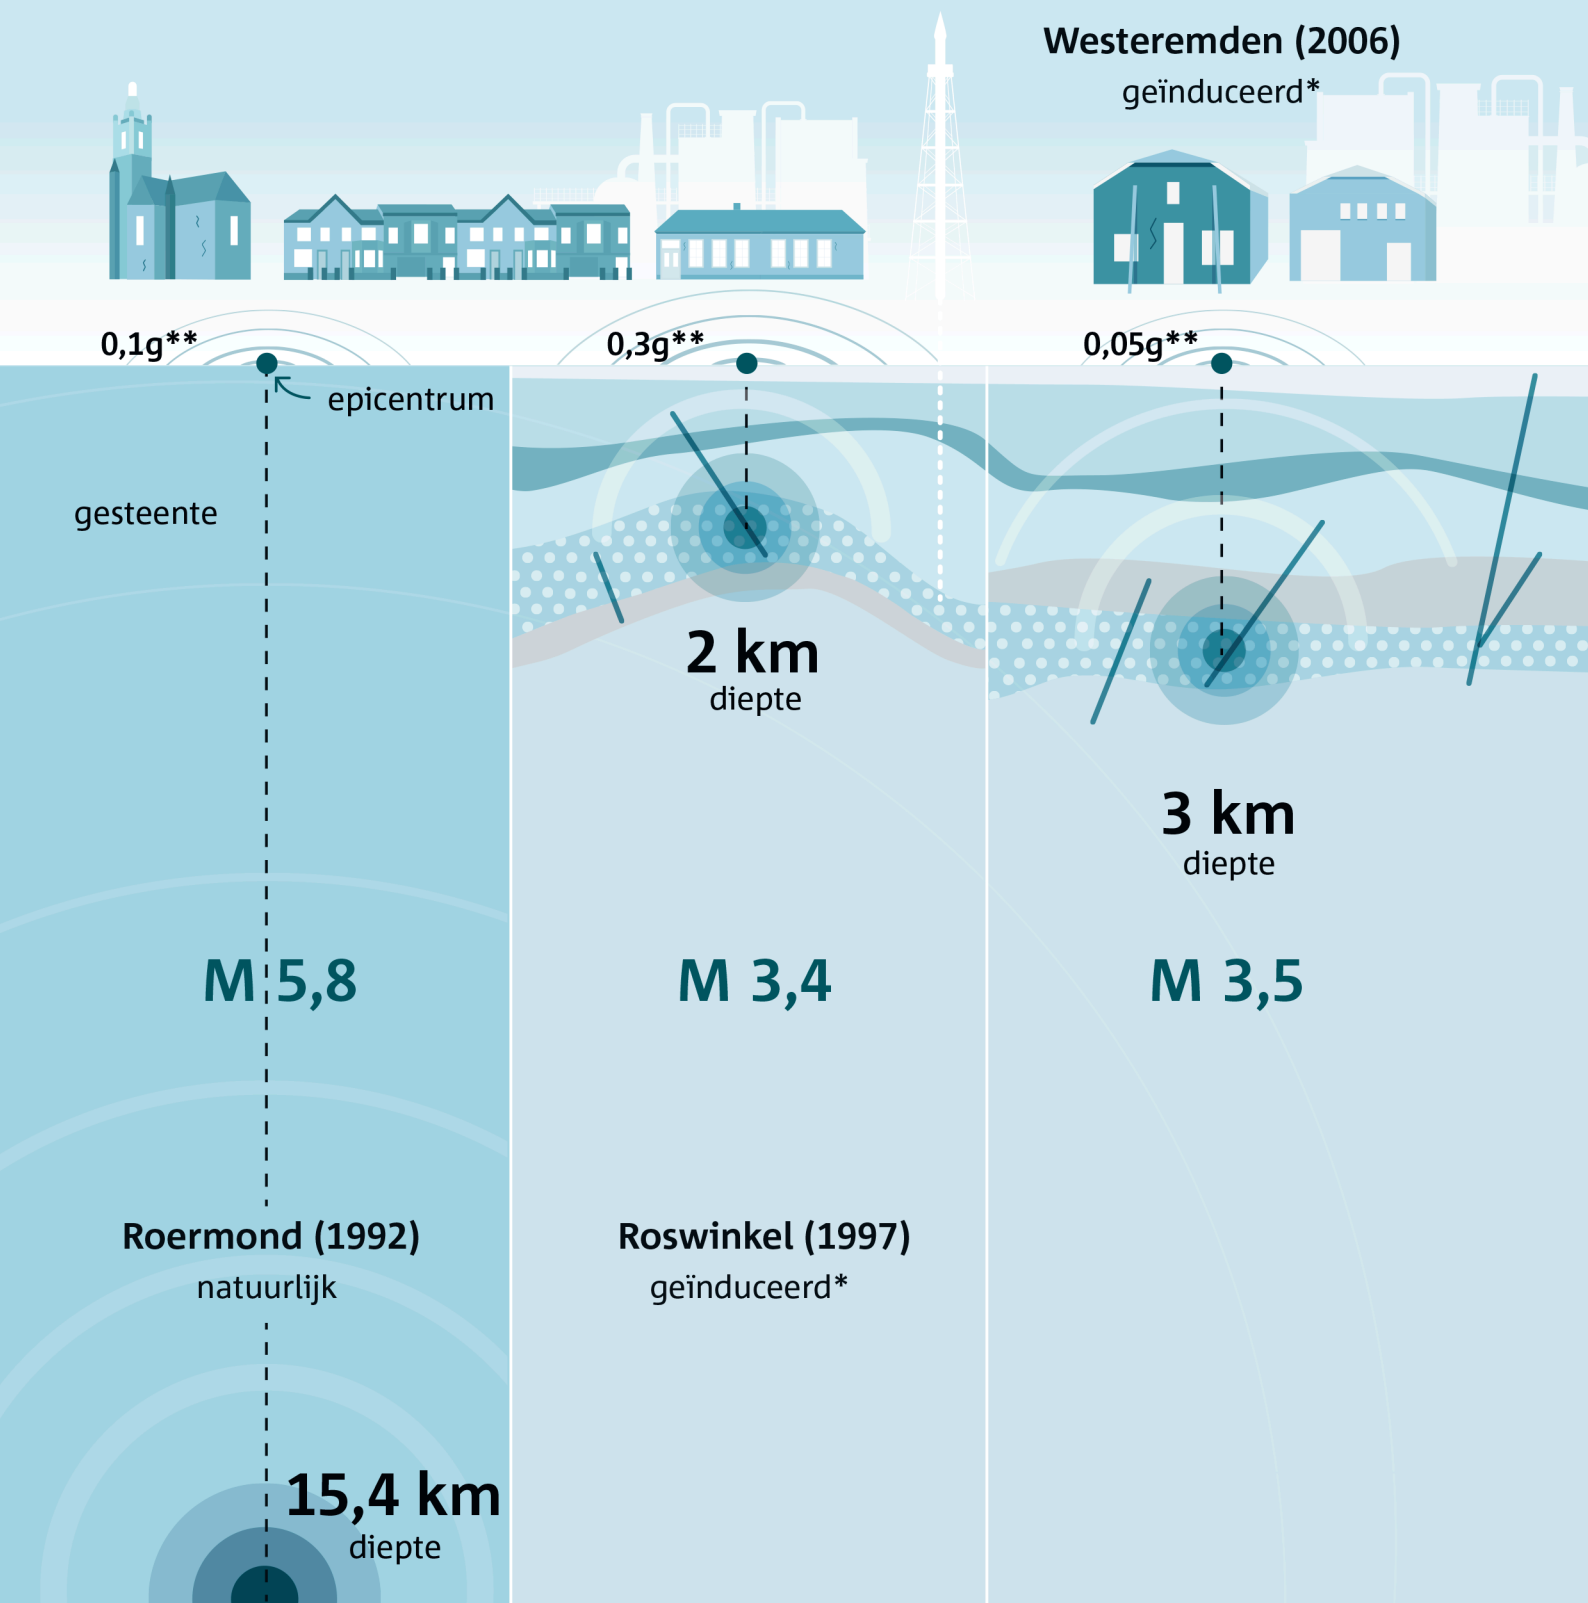 Westeremden (2006)
geïnduceerd*
0,1g**
0,3g**
0,05g**
epicentrum
gesteente
2 km
diepte
3 km
diepte
M 5,8
M 3,4
M 3,5
Roermond (1992)
natuurlijk
Roswinkel (1997)
geïnduceerd*
15,4 km
diepte